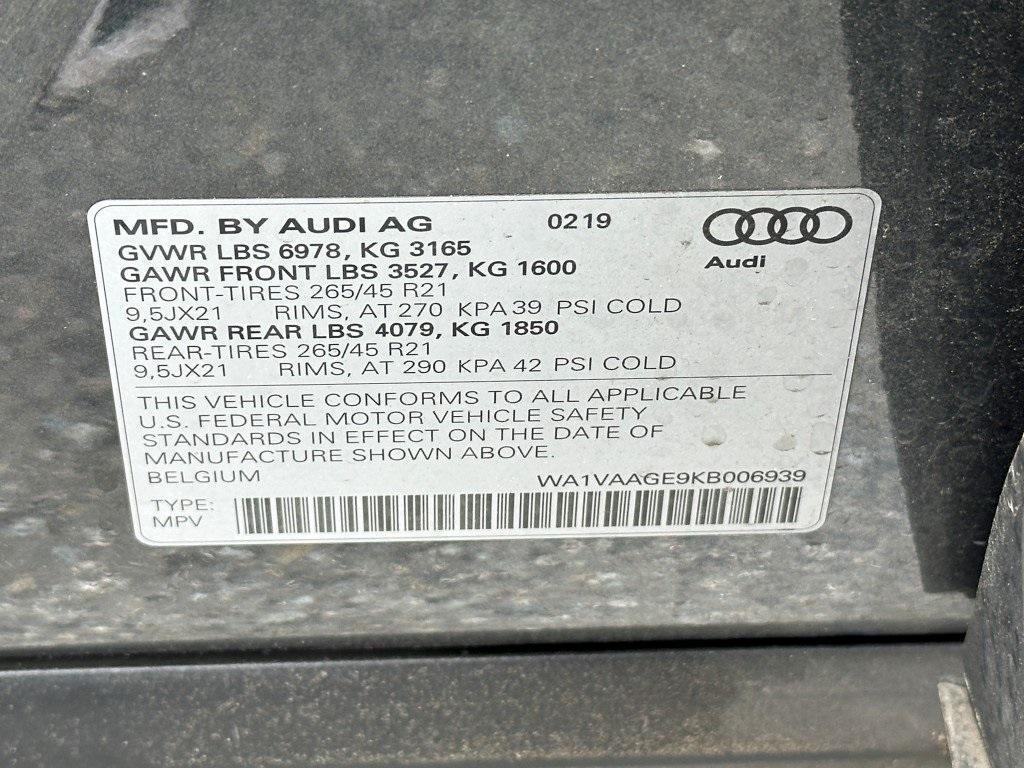 MFD. BY AUDI AG 0219
GVWR LBS 6978, KG 3165
GAWR FRONT LBS 3527, KG 1600
Audi
FRONT-TIRES 265/45 R21
9,5JX21 RIMS, AT 270 KPA 39 PSI COLD
GAWR REAR LBS 4079, KG 1850
REAR-TIRES 265/45 R21
9,5JX21 RIMS, AT 290 KPA 42 PSI COLD
THIS VEHICLE CONFORMS TO ALL APPLICABLE
U.S. FEDERAL MOTOR VEHICLE SAFETY
STANDARDS IN EFFECT ON THE DATE OF
MANUFACTURE SHOWN ABOVE.
BELGIUM WA1VAAGE9KB006939
TYPE:
MPV